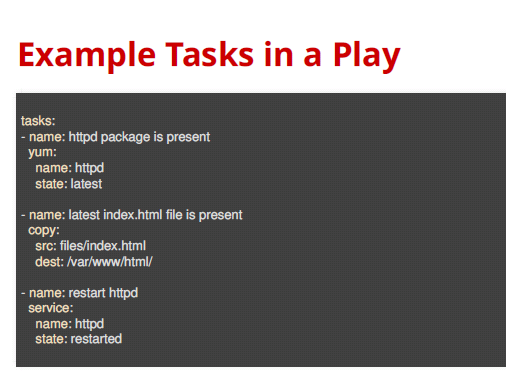 Example Tasks in a Play
tasks:
- name: httpd package is present
  yum:
    name: httpd
    state: latest

- name: latest index.html file is present
  copy:
    src: files/index.html
    dest: /var/www/html/

- name: restart httpd
  service:
    name: httpd
    state: restarted